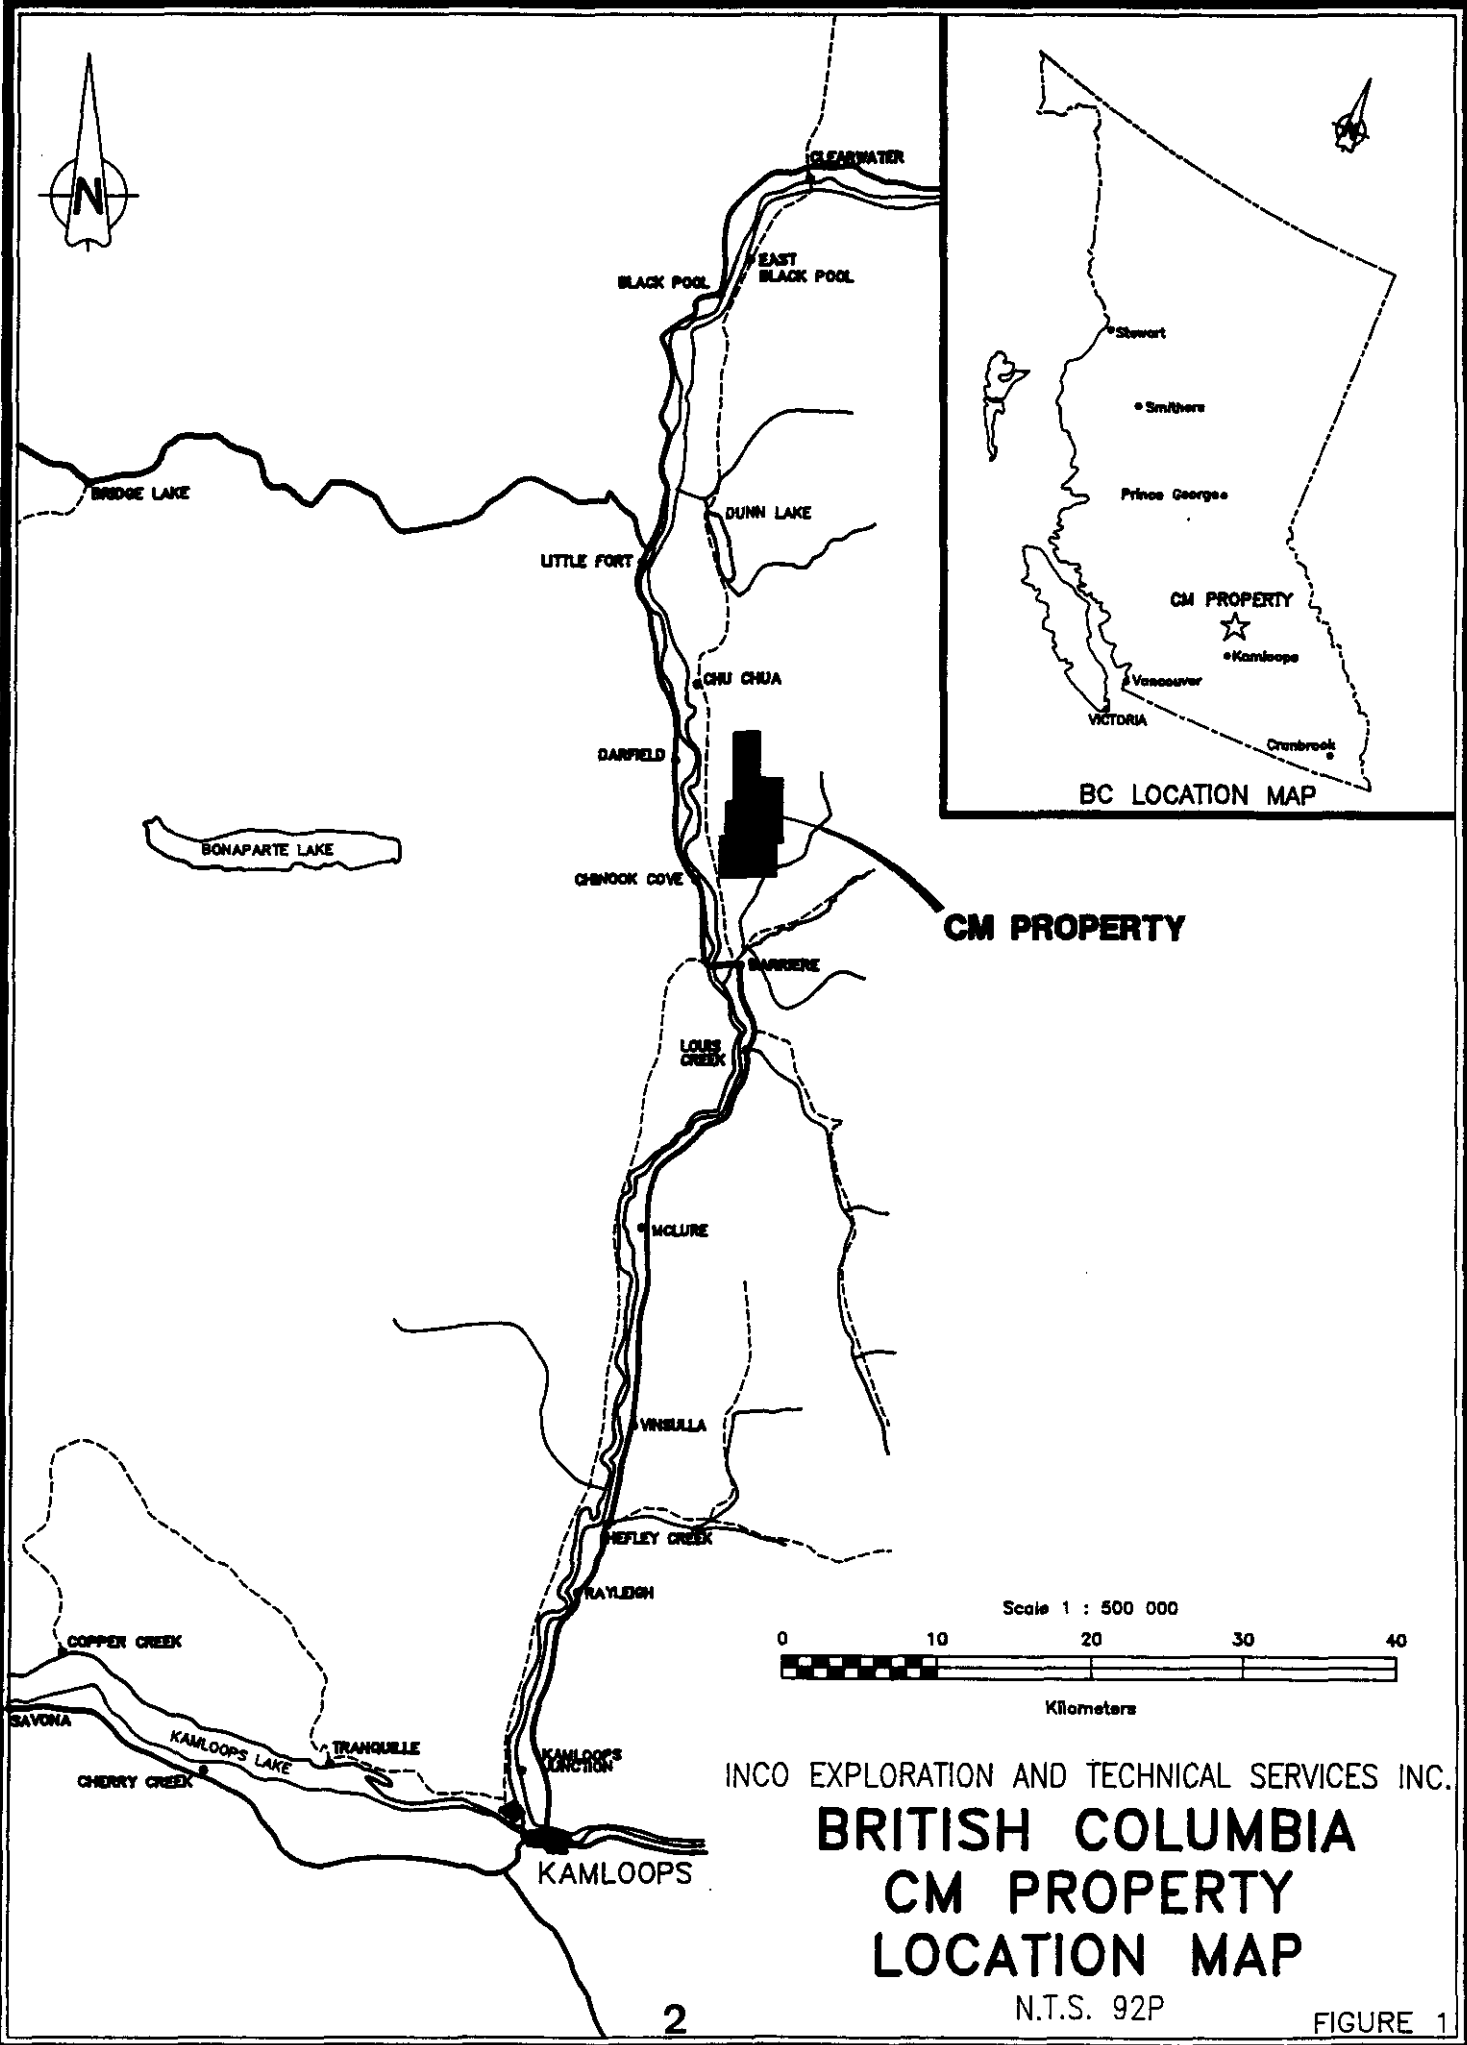 N
CLEARWATER
EAST
BLACK POOL
BLACK POOL
BRIDGE LAKE
DUNN LAKE
LITTLE FORT
CHU CHUA
DARFIELD
BONAPARTE LAKE
CHINOOK COVE
CM PROPERTY
BARRIERE
LOUIS
CREEK
MCLURE
VINSULLA
HEFLEY CREEK
RAYLEIGH
COPPER CREEK
SAVONA
KAMLOOPS LAKE
TRANQUILLE
CHERRY CREEK
KAMLOOPS
JUNCTION
KAMLOOPS
N
Stewart
Smithers
Prince George
CM PROPERTY
Kamloops
Vancouver
VICTORIA
Cranbrook
BC LOCATION MAP
Scale 1 : 500 000
0 10 20 30 40
Kilometers
INCO EXPLORATION AND TECHNICAL SERVICES INC.
BRITISH COLUMBIA
CM PROPERTY
LOCATION MAP
N.T.S. 92P
FIGURE 1
2